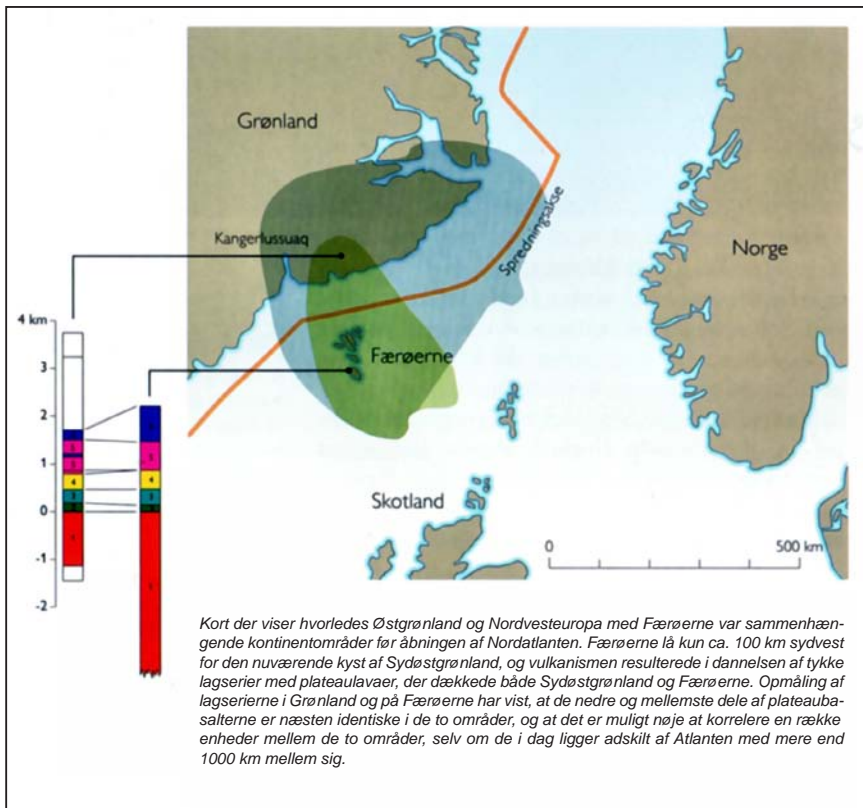 Grønland
Kangerlussuaq
Spredningsakse
Norge
Færøerne
Skotland
0 500 km
4 km
3
2
1
0
-1
-2
4
4
Kort der viser hvorledes Østgrønland og Nordvesteuropa med Færøerne var sammenhæn-
gende kontinentområder før åbningen af Nordatlanten. Færøerne lå kun ca. 100 km sydvest
for den nuværende kyst af Sydøstgrønland, og vulkanismen resulterede i dannelsen af tykke
lagserier med plateaulavaer, der dækkede både Sydøstgrønland og Færøerne. Opmåling af
lagserierne i Grønland og på Færøerne har vist, at de nedre og mellemste dele af plateauba-
salterne er næsten identiske i de to områder, og at det er muligt nøje at korrelere en række
enheder mellem de to områder, selv om de i dag ligger adskilt af Atlanten med mere end
1000 km mellem sig.